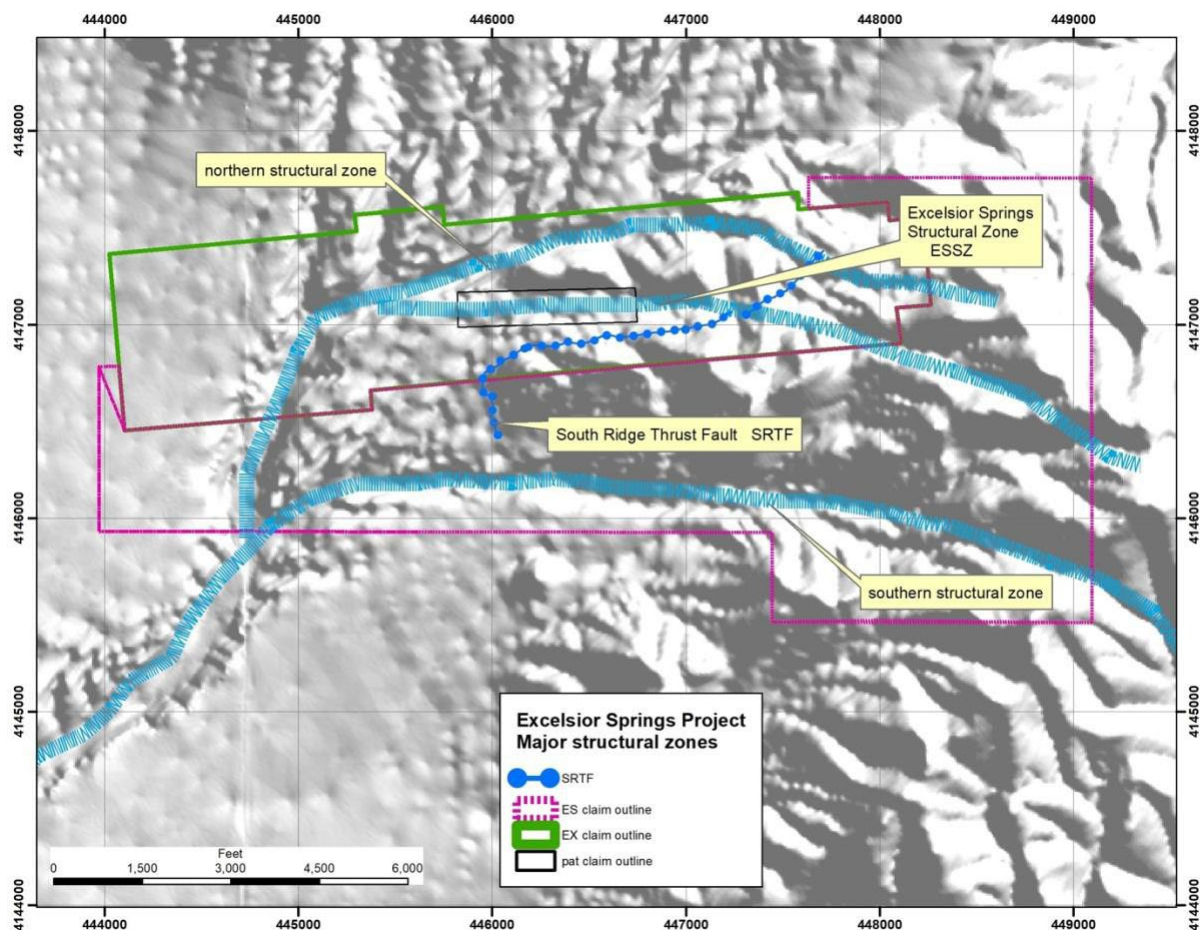 444000 445000 446000 447000 448000 449000
4148000 4148000
northern structural zone
Excelsior Springs
Structural Zone
ESSZ
4147000 4147000
South Ridge Thrust Fault SRTF
4146000 4146000
southern structural zone
4145000 4145000
Excelsior Springs Project
Major structural zones
SRTF
ES claim outline
EX claim outline
pat claim outline
Feet
0 1,500 3,000 4,500 6,000
4144000 4144000
444000 445000 446000 447000 448000 449000